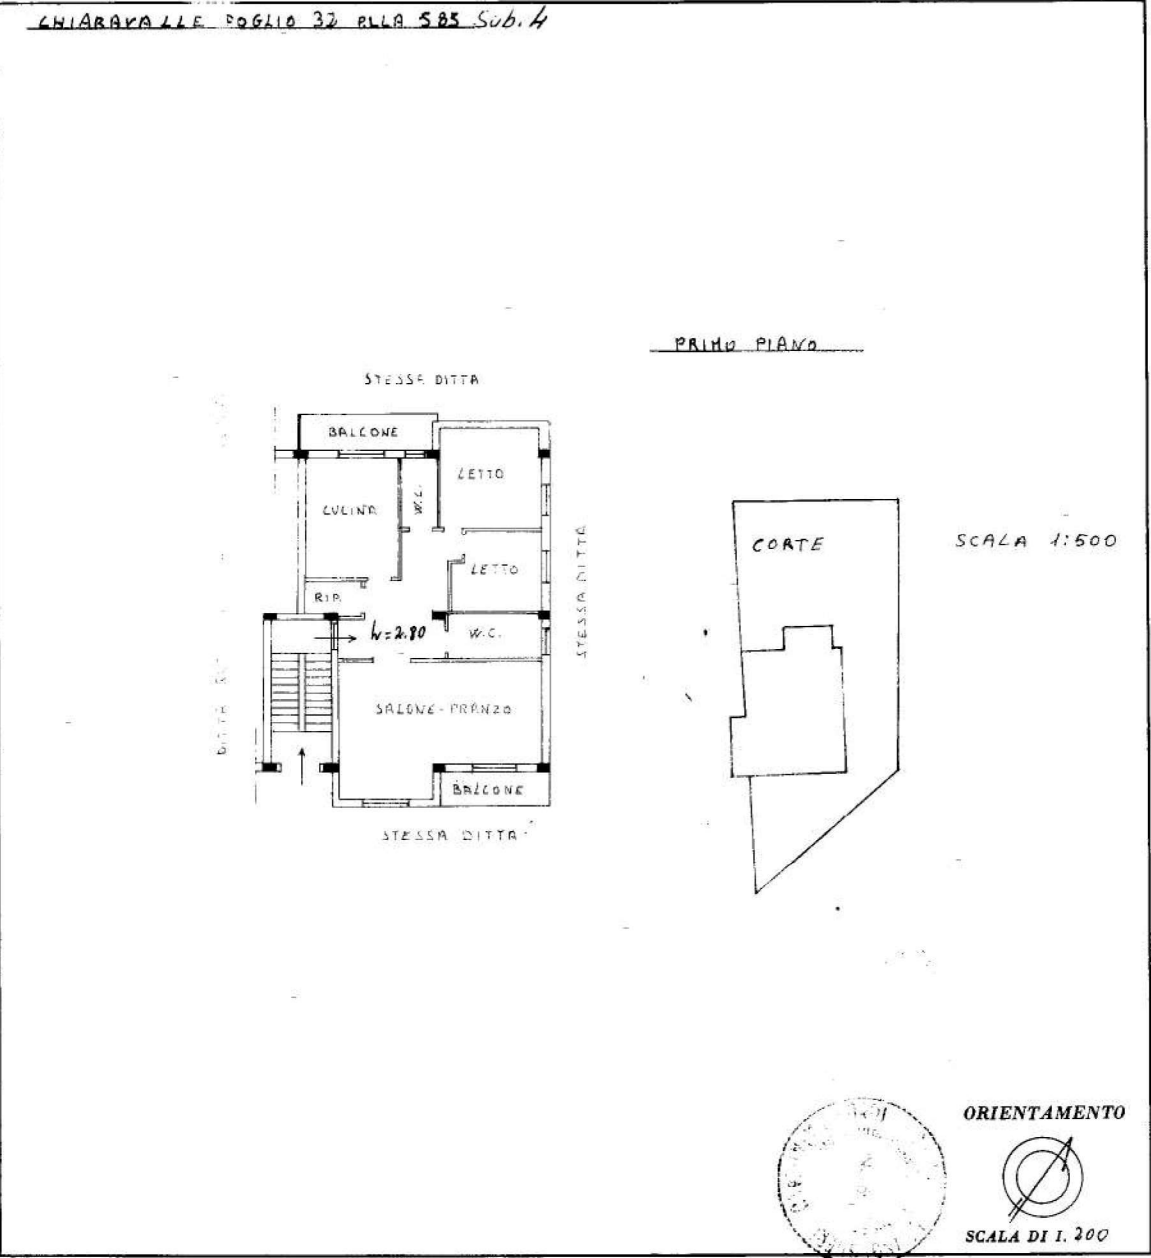 CHIARAVALLE FOGLIO 32 PLLA 585 Sub. 4
PRIMO PIANO
STESSA DITTA
BALCONE
LETTO
W.C.
CUCINA
CORTE
SCALA 1:500
LETTO
STESSA DITTA
RIP.
h=2.80
W.C.
SALONE-PRANZO
BALCONE
STESSA DITTA
ORIENTAMENTO
SCALA DI 1. 200